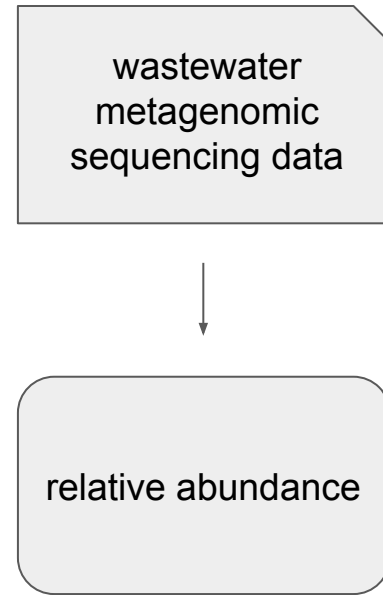 wastewater
metagenomic
sequencing data
relative abundance